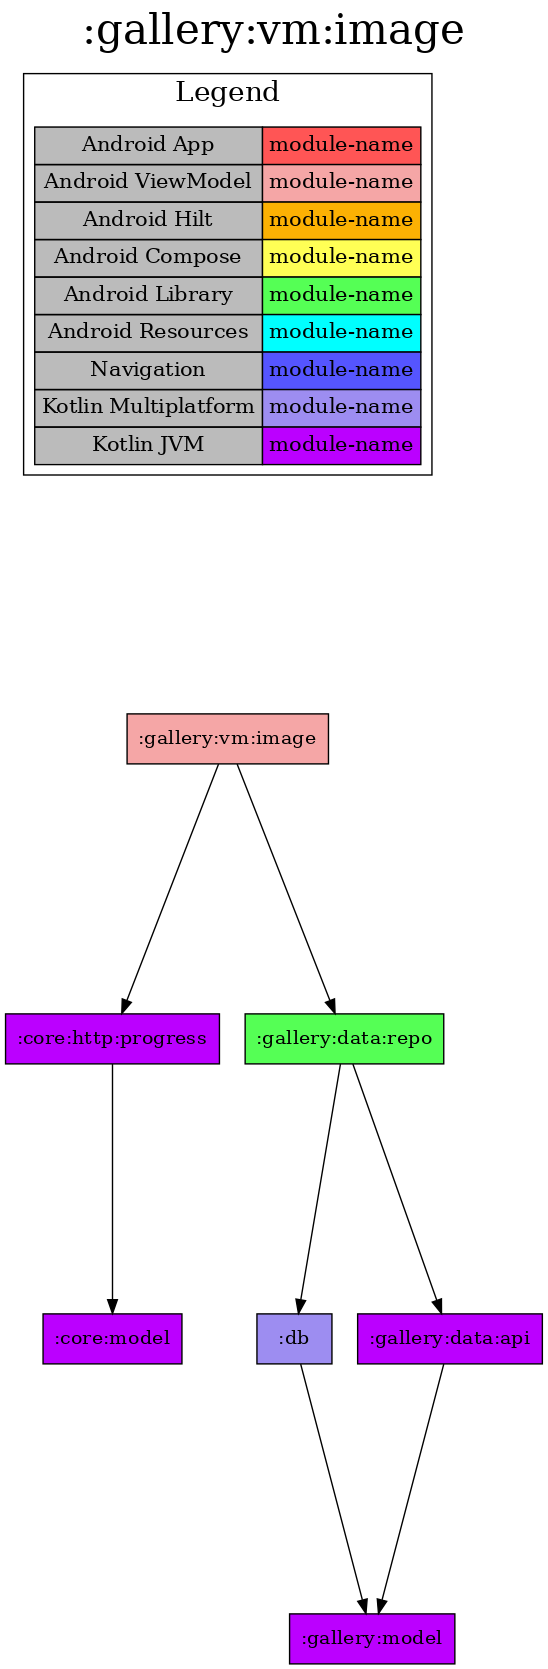 :gallery:vm:image
Legend
Android App module-name
Android ViewModel module-name
Android Hilt module-name
Android Compose module-name
Android Library module-name
Android Resources module-name
Navigation module-name
Kotlin Multiplatform module-name
Kotlin JVM module-name
:gallery:vm:image
:core:http:progress :gallery:data:repo
:core:model :db :gallery:data:api
:gallery:model